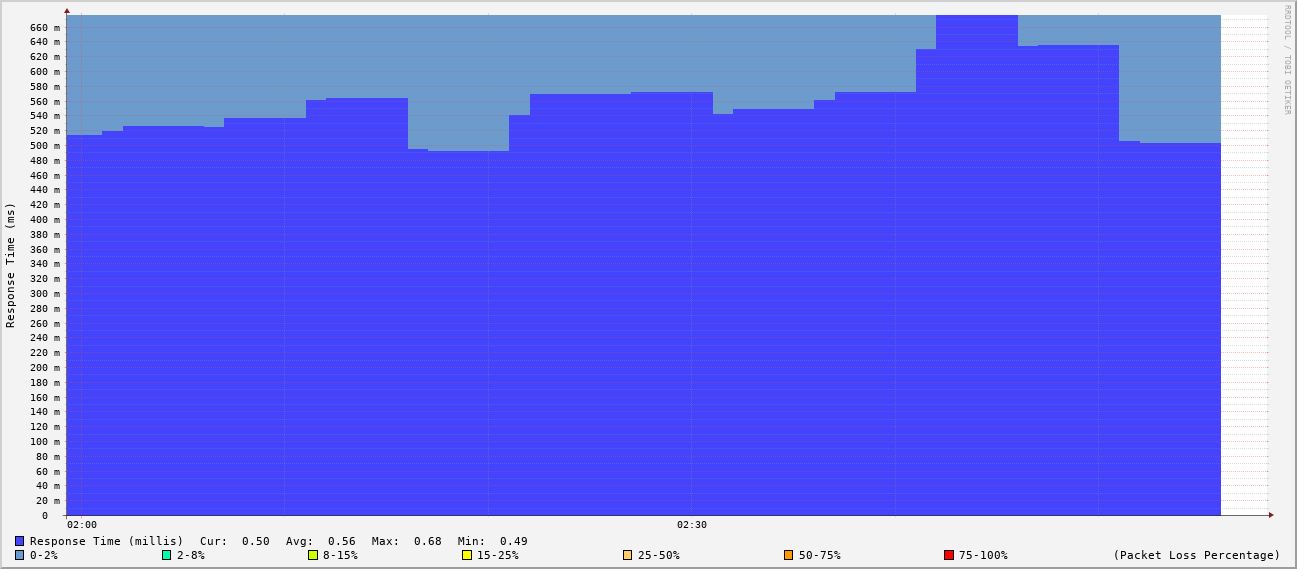 RRDTOOL / TOBI OETIKER
Response Time (ms)
660 m
640 m
620 m
600 m
580 m
560 m
540 m
520 m
500 m
480 m
460 m
440 m
420 m
400 m
380 m
360 m
340 m
320 m
300 m
280 m
260 m
240 m
220 m
200 m
180 m
160 m
140 m
120 m
100 m
80 m
60 m
40 m
20 m
0
02:00 02:30
Response Time (millis) Cur: 0.50 Avg: 0.56 Max: 0.68 Min: 0.49
0-2% 2-8% 8-15% 15-25% 25-50% 50-75% 75-100% (Packet Loss Percentage)